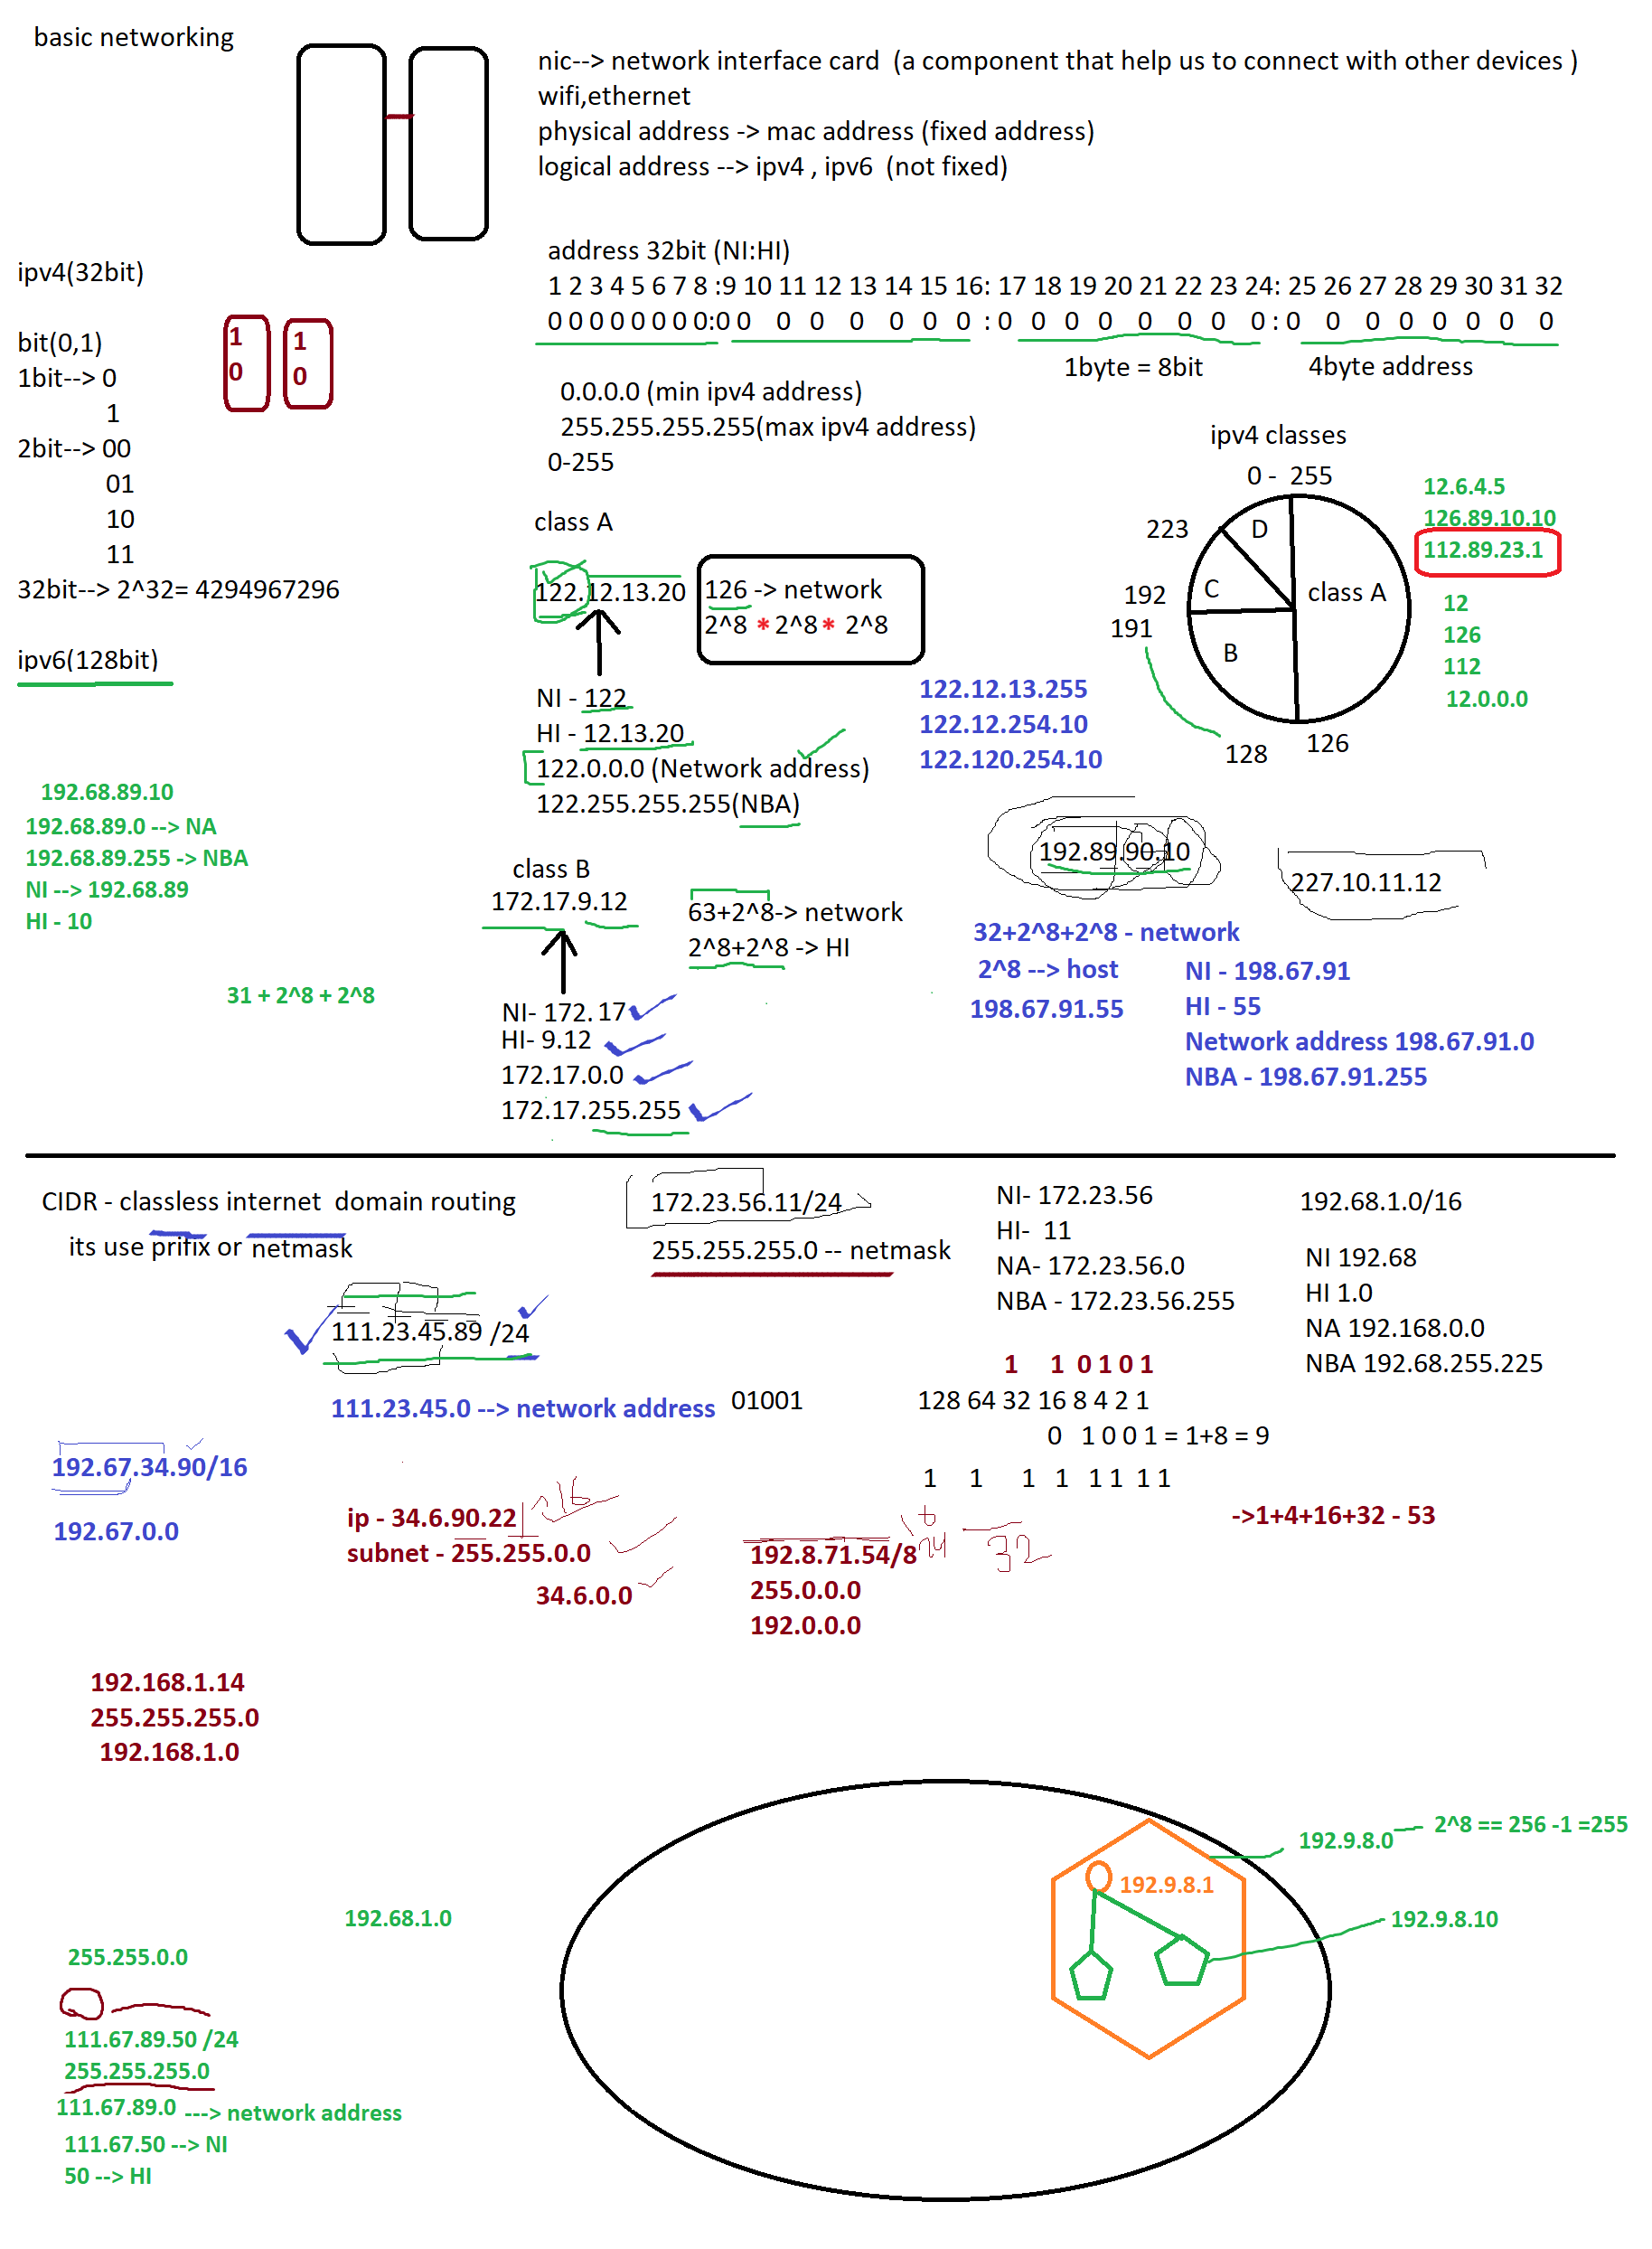 basic networking
nic--> network interface card  (a component that help us to connect with other devices )
wifi,ethernet
physical address -> mac address (fixed address)
logical address --> ipv4 , ipv6  (not fixed)
address 32bit (NI:HI)
1 2 3 4 5 6 7 8 :9 10 11 12 13 14 15 16: 17 18 19 20 21 22 23 24: 25 26 27 28 29 30 31 32
0 0 0 0 0 0 0 0:0 0 0 0 0 0 0 0 : 0 0 0 0 0 0 0 0 : 0 0 0 0 0 0 0 0
1byte = 8bit
4byte address
0.0.0.0 (min ipv4 address)
255.255.255.255(max ipv4 address)
0-255
ipv4(32bit)
bit(0,1)
1bit--> 0
1
2bit--> 00
01
10
11
32bit--> 2^32= 4294967296
ipv6(128bit)
1
0
1
0
class A
122.12.13.20
126 -> network
2^8 * 2^8 * 2^8
NI - 122
HI - 12.13.20
122.0.0.0 (Network address)
122.255.255.255(NBA)
122.12.13.255
122.12.254.10
122.120.254.10
ipv4 classes
0 -  255
223
D
192
C
class A
191
B
128
126
12.6.4.5
126.89.10.10
112.89.23.1
12
126
112
12.0.0.0
192.68.89.10
192.68.89.0 --> NA
192.68.89.255 -> NBA
NI --> 192.68.89
HI - 10
31 + 2^8 + 2^8
class B
172.17.9.12
63+2^8-> network
2^8+2^8 -> HI
NI- 172. 17
HI- 9.12
172.17.0.0
172.17.255.255
192.89.90.10
227.10.11.12
32+2^8+2^8 - network
2^8 --> host
198.67.91.55
NI - 198.67.91
HI - 55
Network address 198.67.91.0
NBA - 198.67.91.255
CIDR - classless internet  domain routing
its use prifix or netmask
172.23.56.11/24
255.255.255.0 -- netmask
NI- 172.23.56
HI-  11
NA- 172.23.56.0
NBA - 172.23.56.255
192.68.1.0/16
NI 192.68
HI 1.0
NA 192.168.0.0
NBA 192.68.255.225
111.23.45.89 /24
111.23.45.0 --> network address
01001
1 1 0 1 0 1
128 64 32 16 8 4 2 1
0 1 0 0 1 = 1+8 = 9
1 1 1 1 1 1 1 1
->1+4+16+32 - 53
192.67.34.90/16
192.67.0.0
ip - 34.6.90.22
16
subnet - 255.255.0.0
34.6.0.0
192.8.71.54/8
24
32
255.0.0.0
192.0.0.0
192.168.1.14
255.255.255.0
192.168.1.0
192.9.8.0
2^8 == 256 -1 =255
192.9.8.1
192.9.8.10
192.68.1.0
255.255.0.0
111.67.89.50 /24
255.255.255.0
111.67.89.0 ---> network address
111.67.50 --> NI
50 --> HI